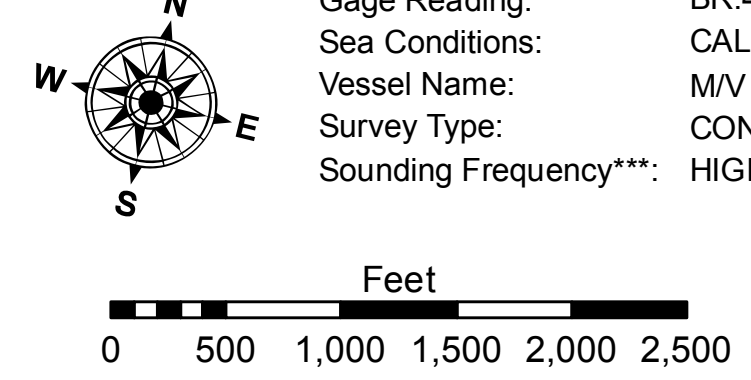 N
W
E
S
Gage Reading:
Sea Conditions:
Vessel Name: M/V
Survey Type:
Sounding Frequency***:
Feet
0 500 1,000 1,500 2,000 2,500